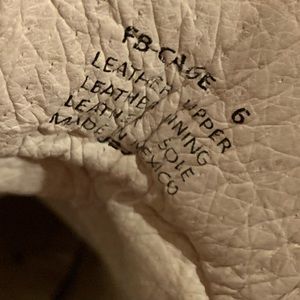 FB-CAGE 6
LEATHER UPPER
LEATHER LINING
LEATHER SOLE
MADE IN MEXICO